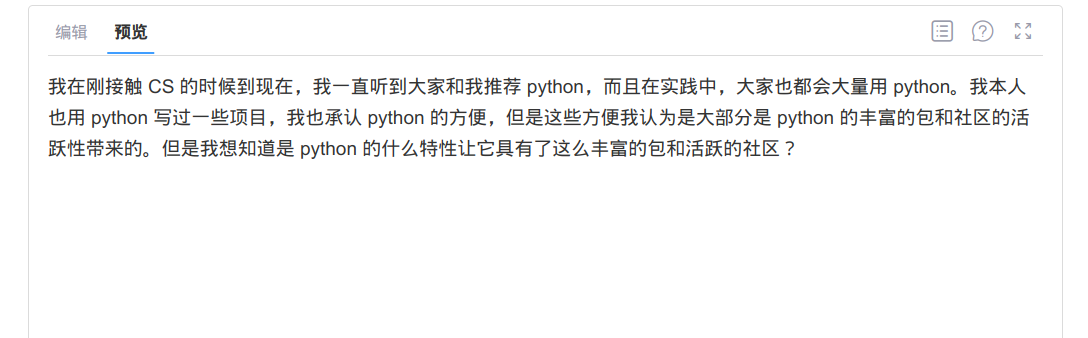 编辑 预览
我在刚接触 CS 的时候到现在，我一直听到大家和我推荐 python，而且在实践中，大家也都会大量用 python。我本人
也用 python 写过一些项目，我也承认 python 的方便，但是这些方便我认为是大部分是 python 的丰富的包和社区的活
跃性带来的。但是我想知道是 python 的什么特性让它具有了这么丰富的包和活跃的社区？